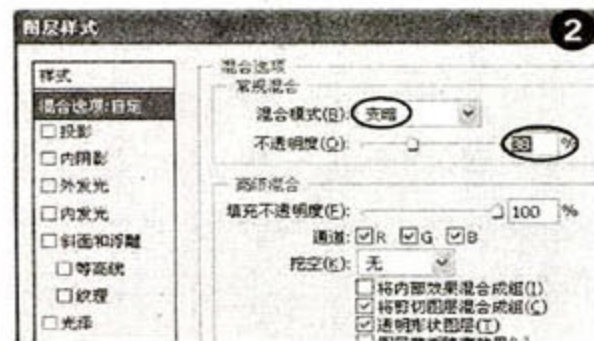 图层样式
2
样式
混合选项:自定
投影
内阴影
外发光
内发光
斜面和浮雕
等高线
纹理
光泽
混合选项
常规混合
混合模式(B): 变暗
不透明度(O): %
高级混合
填充不透明度(F): 100 %
通道: R G B
挖空(K): 无
将内部效果混合成组(I)
将剪切图层混合成组(C)
透明形状图层(T)